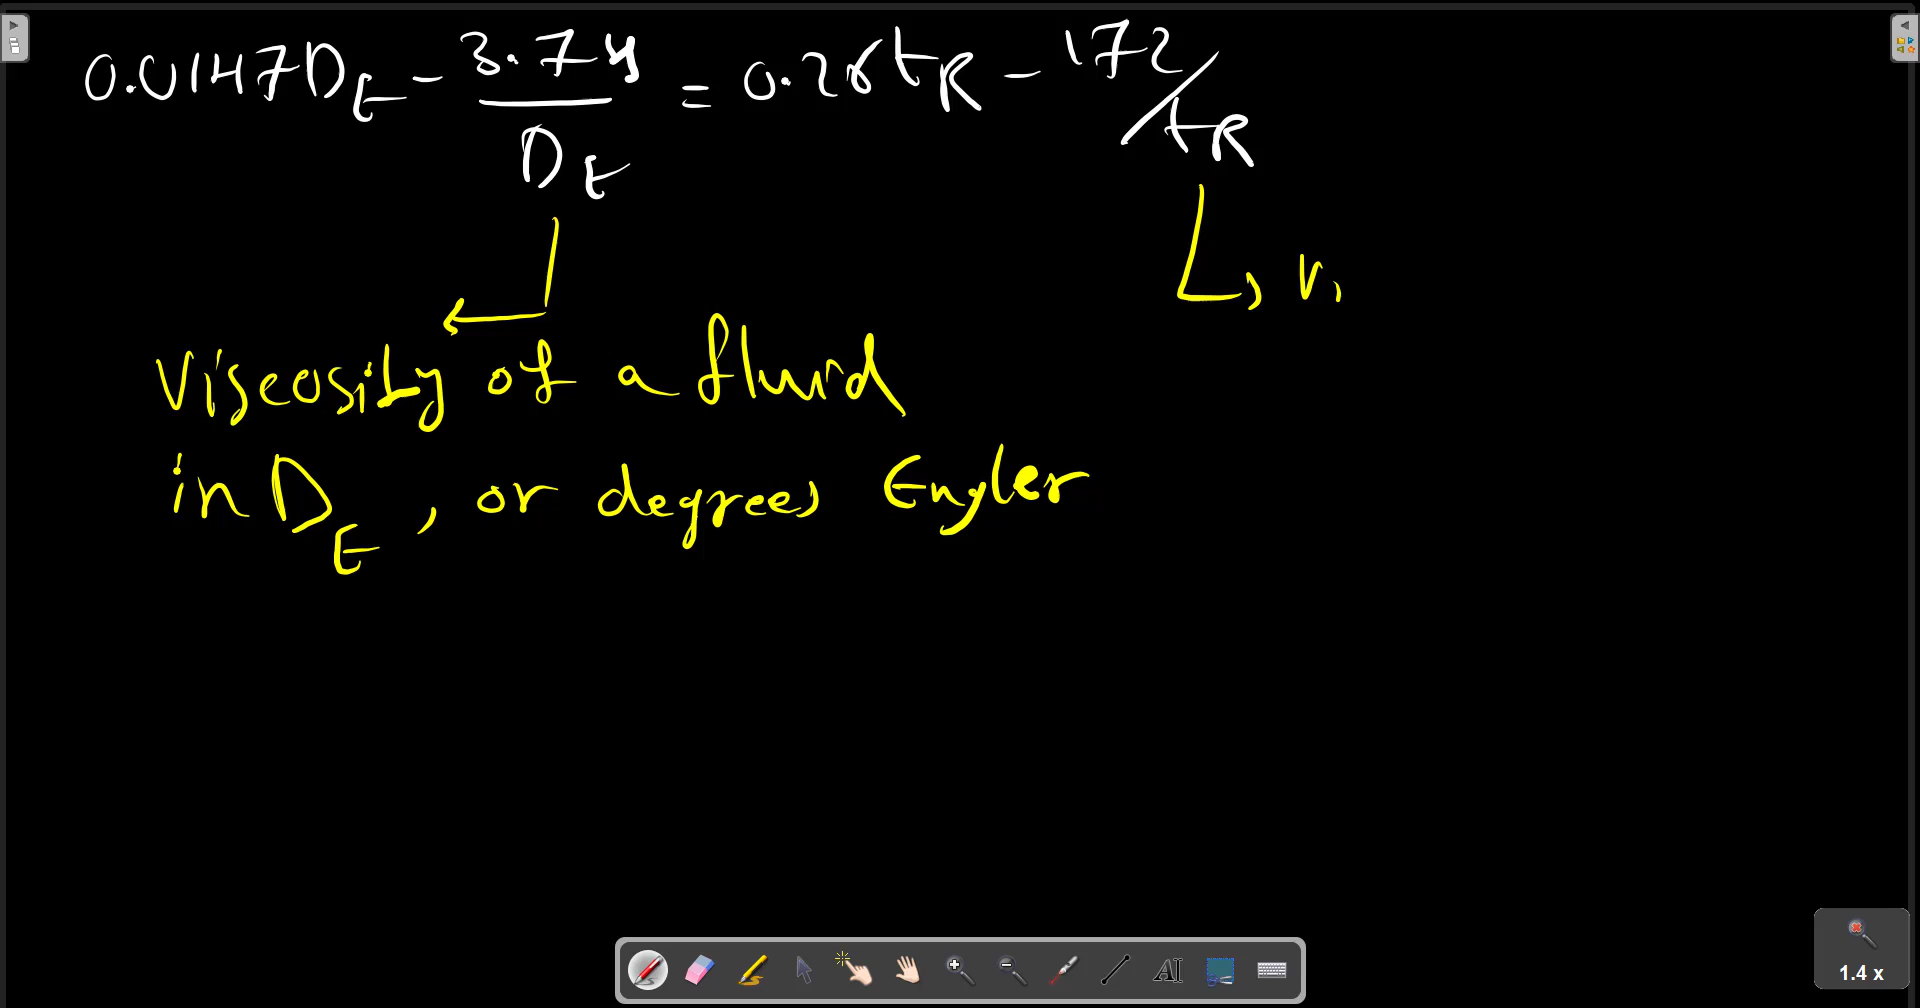 0.0147D_E - 3.74/D_E = 0.26t_R - 172/t_R
Vi
Viscosity of a fluid
in D_E, or degrees Engler
1.4 x